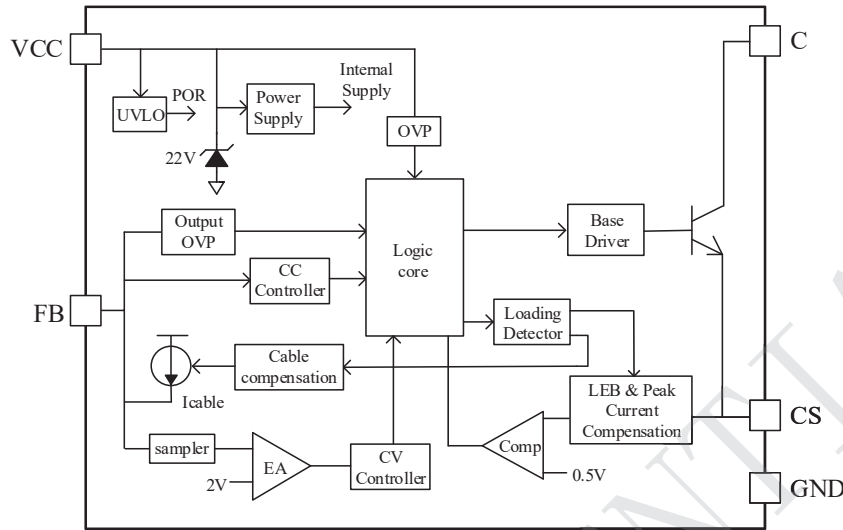 VCC
C
UVLO
POR
Power
Supply
Internal
Supply
OVP
22V
Output
OVP
Logic
core
Base
Driver
CC
Controller
FB
Loading
Detector
Cable
compensation
Icable
LEB & Peak
Current
Compensation
CS
sampler
EA
2V
CV
Controller
Comp
0.5V
GND